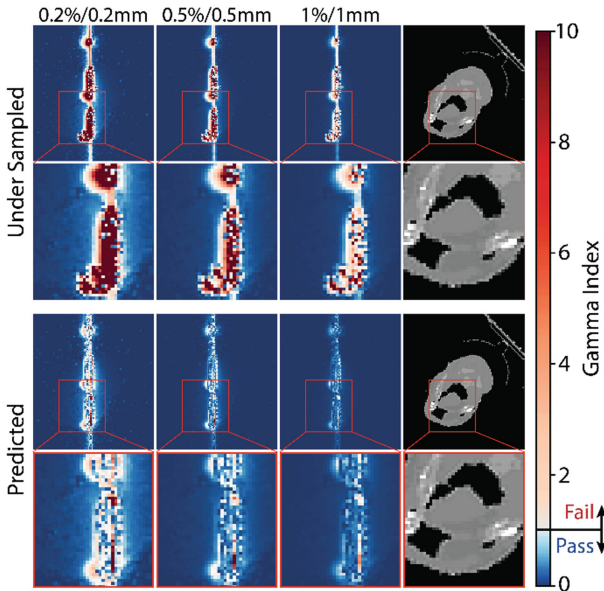 0.2%/0.2mm 0.5%/0.5mm 1%/1mm
Under Sampled
Predicted
10
8
6
4
2
0
Gamma Index
Fail
Pass